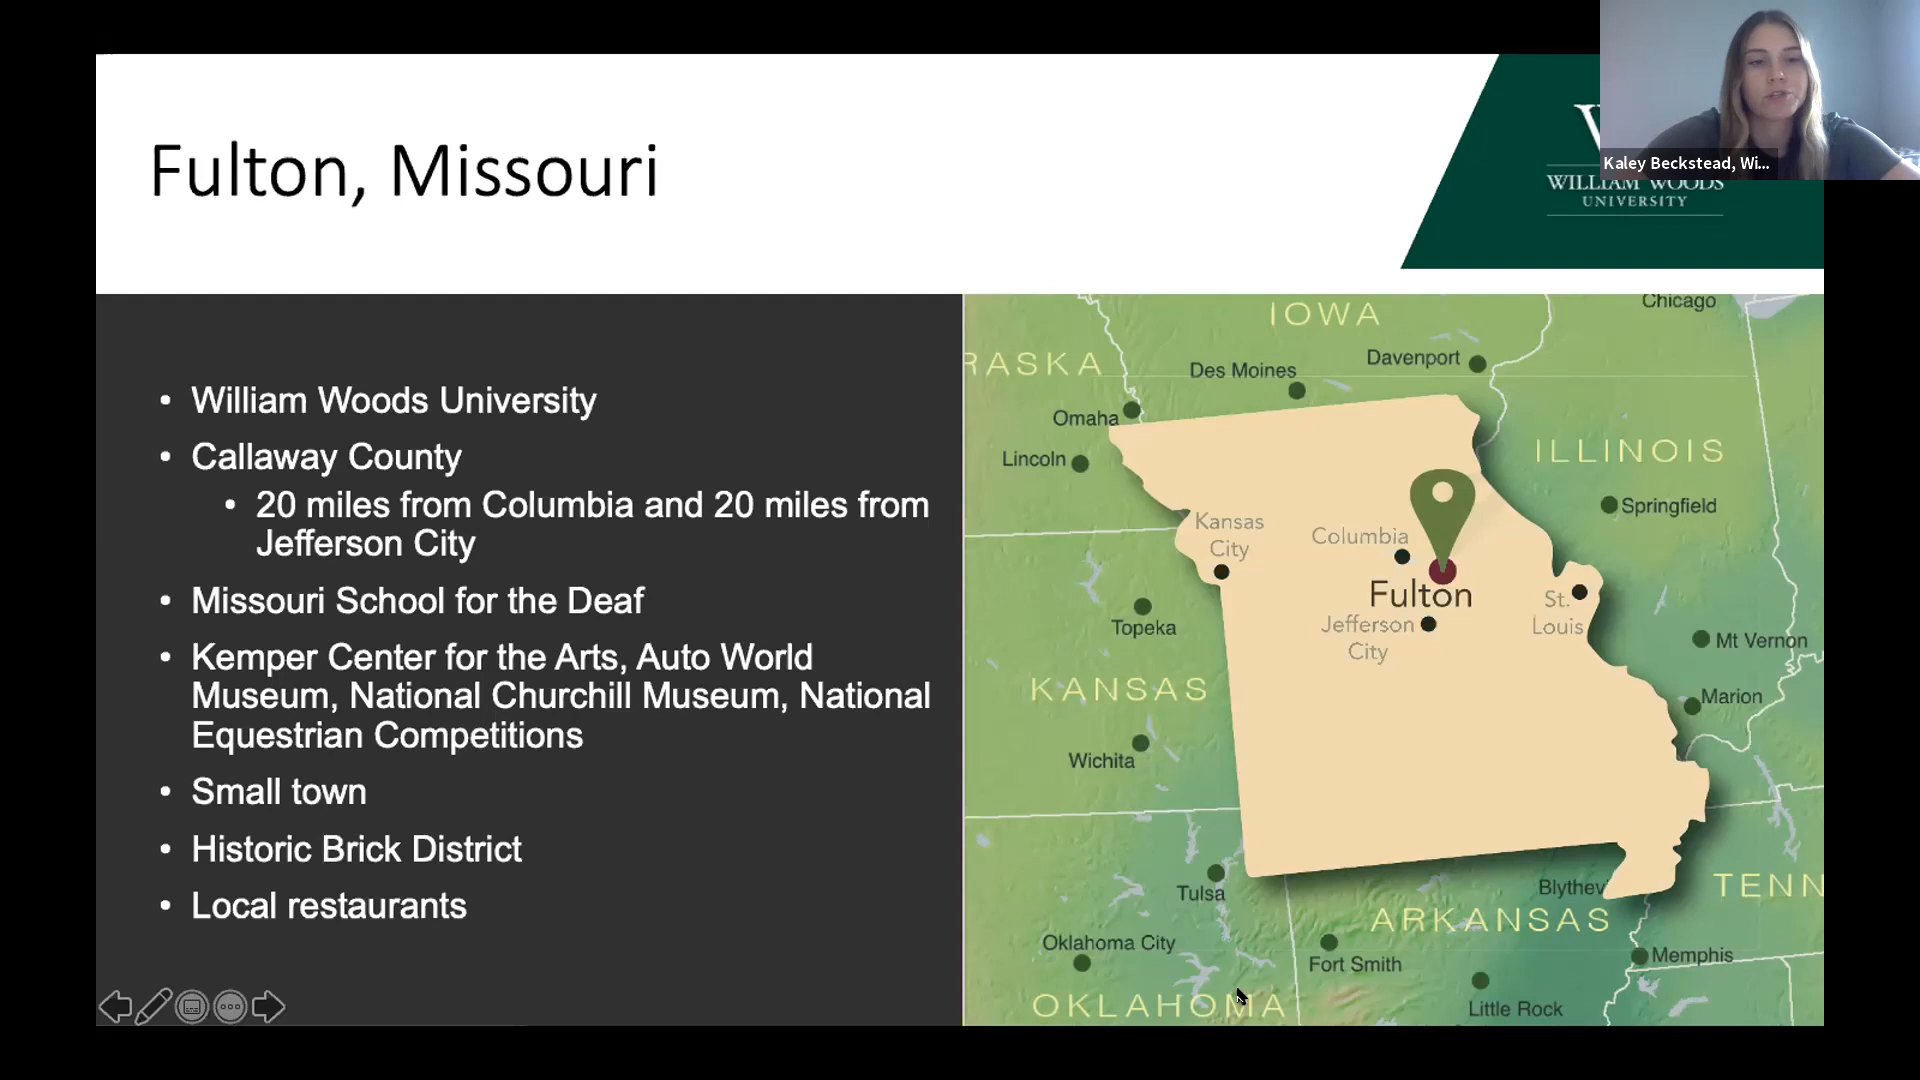 Fulton, Missouri
Kaley Beckstead, Wi...
WILLIAM WOODS
UNIVERSITY
• William Woods University
• Callaway County
• 20 miles from Columbia and 20 miles from
Jefferson City
• Missouri School for the Deaf
• Kemper Center for the Arts, Auto World
Museum, National Churchill Museum, National
Equestrian Competitions
• Small town
• Historic Brick District
• Local restaurants
IOWA
Chicago
RASKA
Des Moines
Davenport
Omaha
Lincoln
ILLINOIS
Springfield
Kansas
City
Columbia
Fulton
Jefferson
City
St.
Louis
Topeka
Mt Vernon
KANSAS
Marion
Wichita
Tulsa
Blythev
TENN
ARKANSAS
Oklahoma City
Fort Smith
Memphis
OKLAHOMA
Little Rock